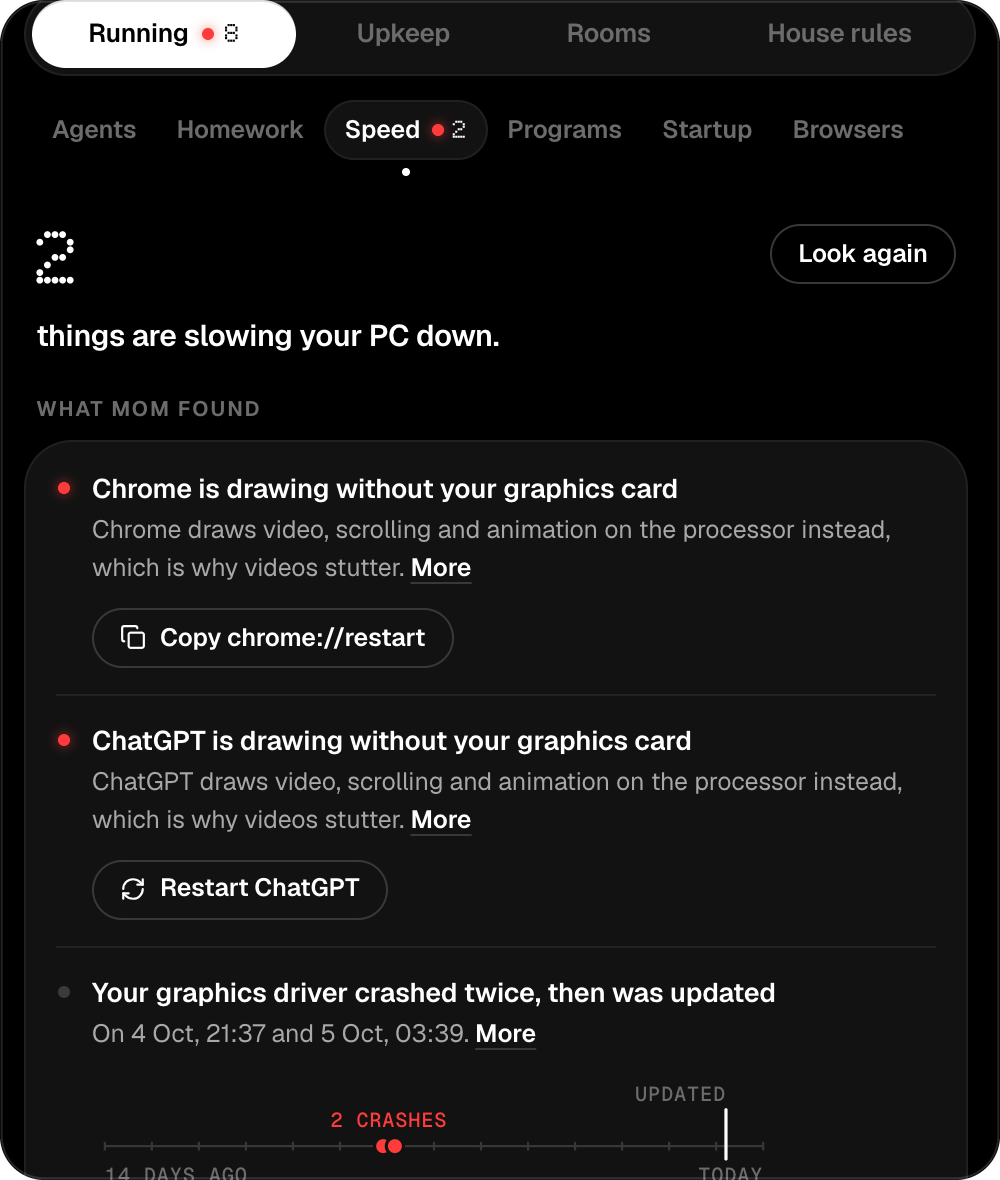 Running 8 Upkeep Rooms House rules
Agents Homework Speed 2 Programs Startup Browsers
2
Look again
things are slowing your PC down.
WHAT MOM FOUND
Chrome is drawing without your graphics card
Chrome draws video, scrolling and animation on the processor instead,
which is why videos stutter. More
Copy chrome://restart
ChatGPT is drawing without your graphics card
ChatGPT draws video, scrolling and animation on the processor instead,
which is why videos stutter. More
Restart ChatGPT
Your graphics driver crashed twice, then was updated
On 4 Oct, 21:37 and 5 Oct, 03:39. More
UPDATED
2 CRASHES
14 DAYS AGO TODAY